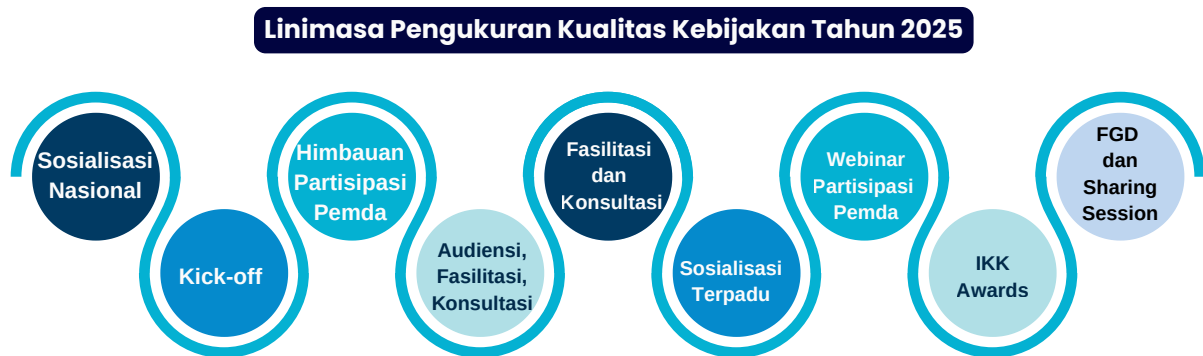 Linimasa Pengukuran Kualitas Kebijakan Tahun 2025
Sosialisasi
Nasional
Kick-off
Himbauan
Partisipasi
Pemda
Audiensi,
Fasilitasi,
Konsultasi
Fasilitasi
dan
Konsultasi
Sosialisasi
Terpadu
Webinar
Partisipasi
Pemda
IKK
Awards
FGD
dan
Sharing
Session